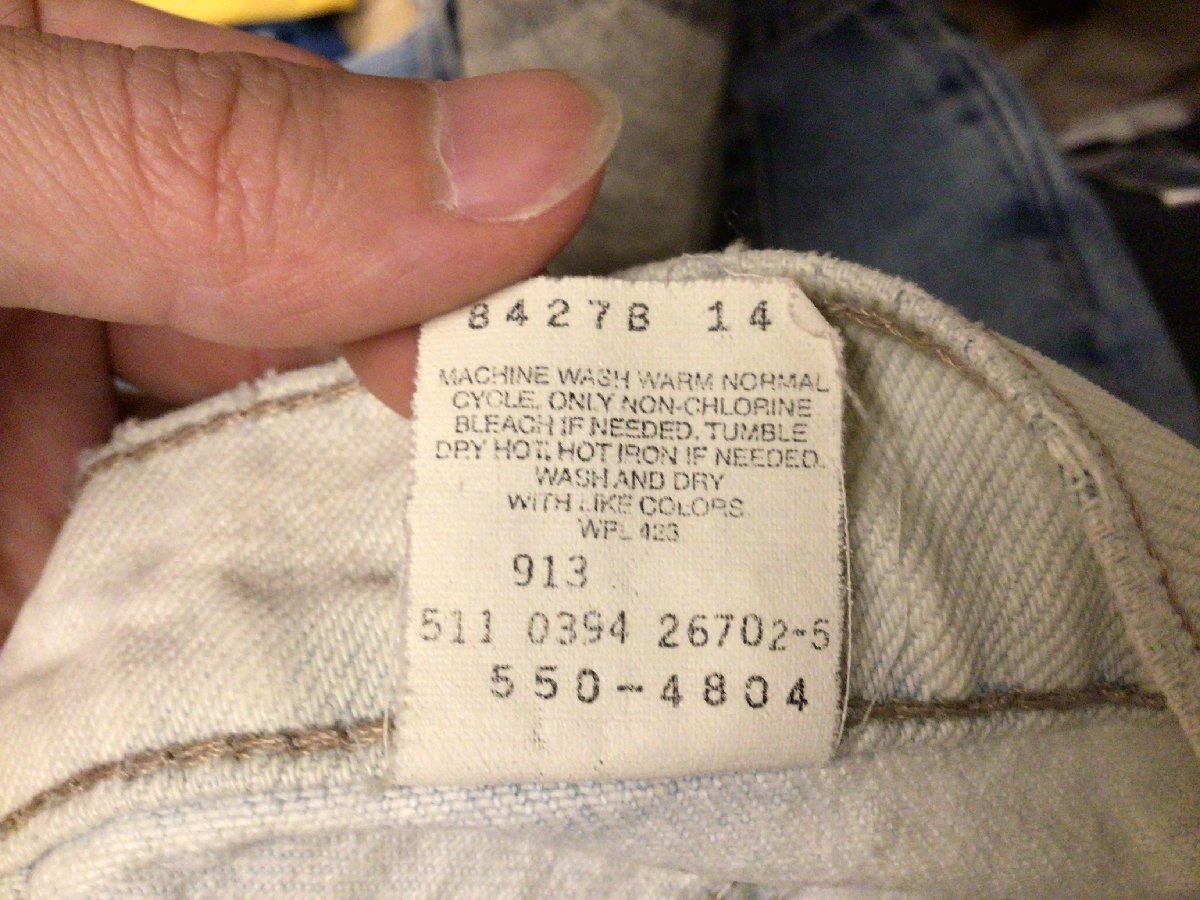 84278 14
MACHINE WASH WARM NORMAL
CYCLE. ONLY NON-CHLORINE
BLEACH IF NEEDED. TUMBLE
DRY HOT. HOT IRON IF NEEDED.
WASH AND DRY
WITH LIKE COLORS
WPL 423
913
511 0394 26702-5
550-4804